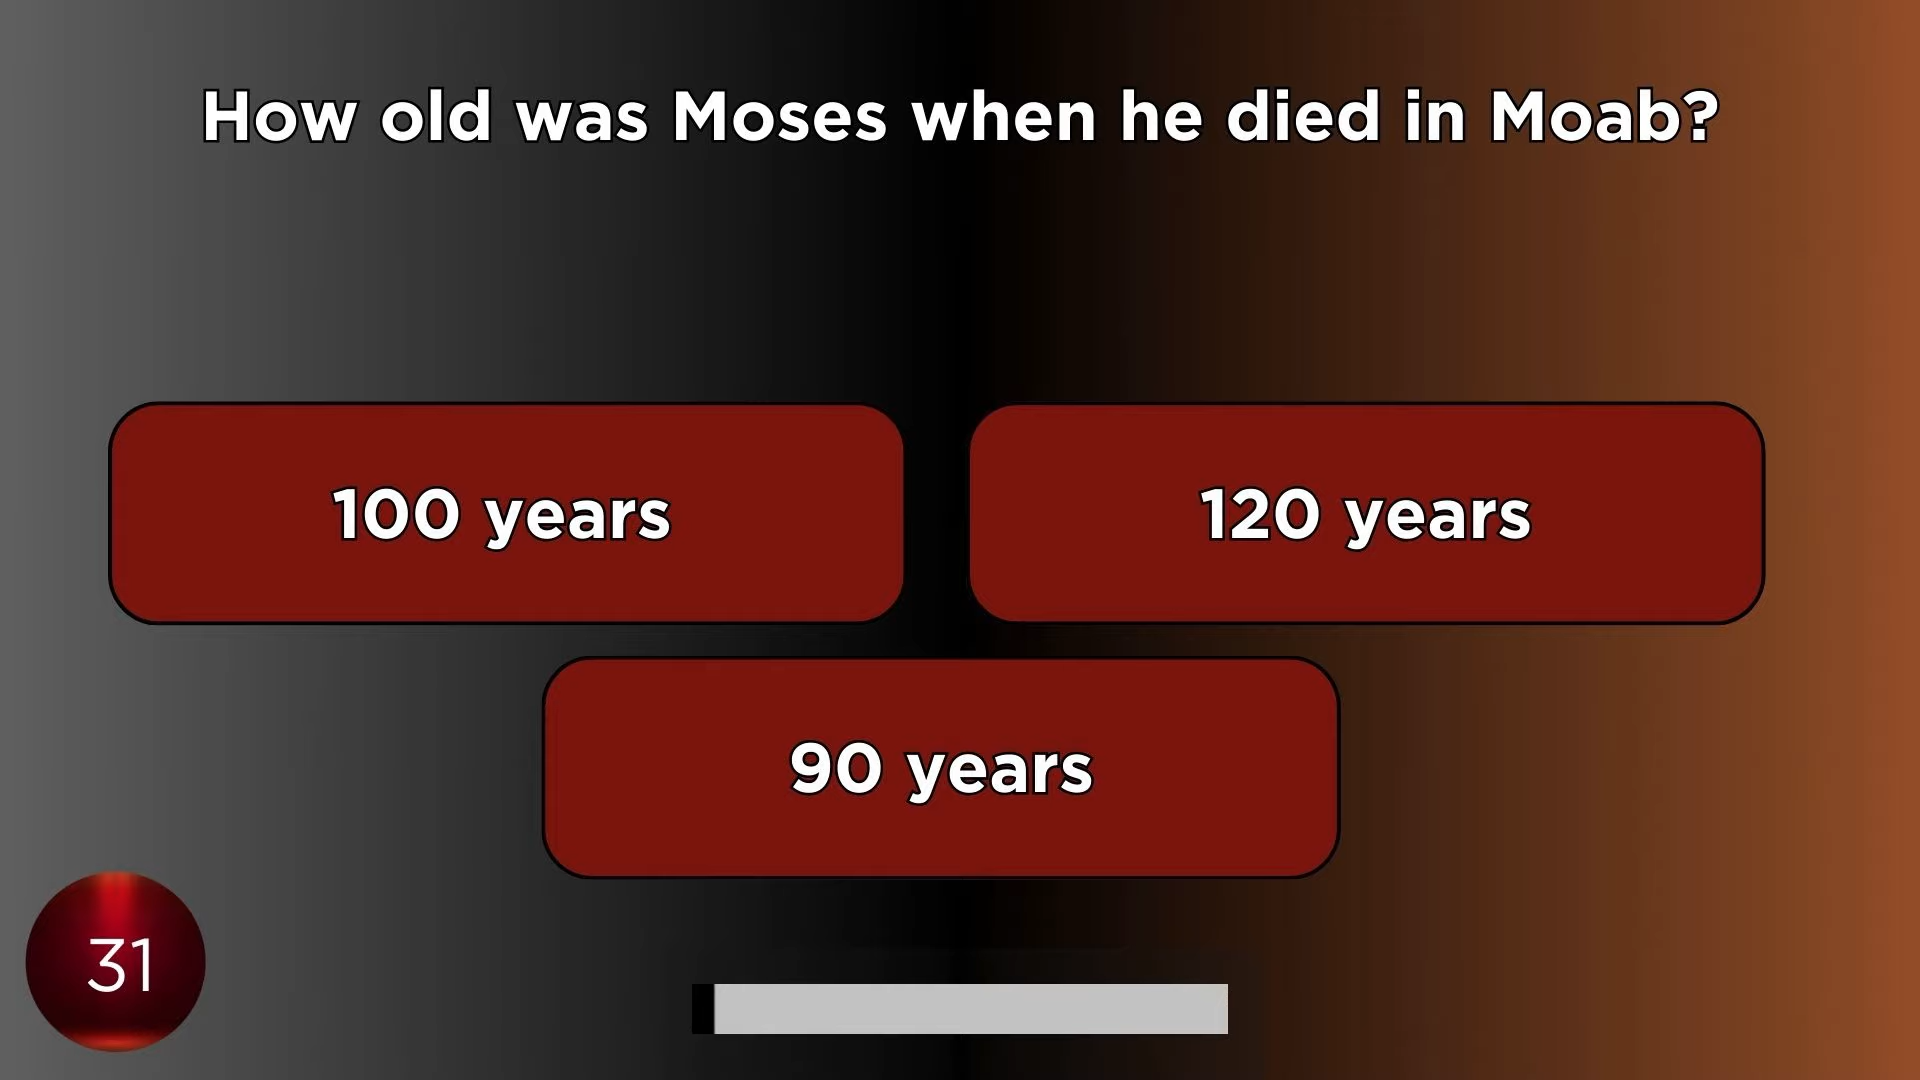 How old was Moses when he died in Moab?
100 years
120 years
90 years
31